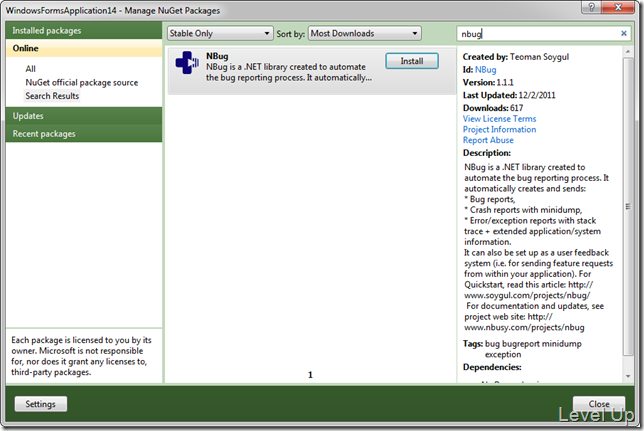 WindowsFormsApplication14 - Manage NuGet Packages
Installed packages
Online
All
NuGet official package source
Search Results
Updates
Recent packages
Each package is licensed to you by its
owner. Microsoft is not responsible
for, nor does it grant any licenses to,
third-party packages.
Stable Only
Sort by:
Most Downloads
NBug
NBug is a .NET library created to automate
the bug reporting process. It automatically...
Install
1
nbug
Created by: Teoman Soygul
Id: NBug
Version: 1.1.1
Last Updated: 12/2/2011
Downloads: 617
View License Terms
Project Information
Report Abuse
Description:
NBug is a .NET library created to
automate the bug reporting process. It
automatically creates and sends:
* Bug reports,
* Crash reports with minidump,
* Error/exception reports with stack
trace + extended application/system
information.
It can also be set up as a user feedback
system (i.e. for sending feature requests
from within your application). For
Quickstart, read this article: http://
www.soygul.com/projects/nbug/
For documentation and updates, see
project web site: http://
www.nbusy.com/projects/nbug
Tags: bug bugreport minidump
exception
Dependencies:
Settings
Close
Level Up